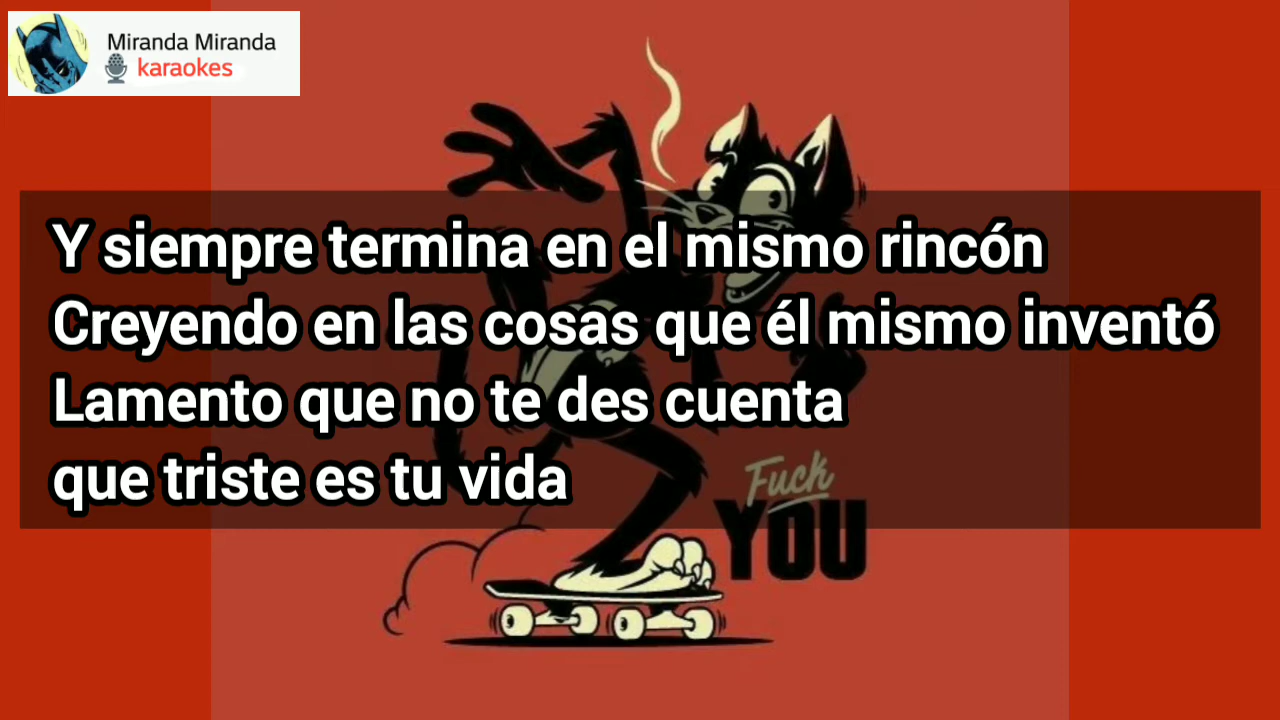 Miranda Miranda
karaokes
Y siempre termina en el mismo rincón
Creyendo en las cosas que él mismo inventó
Lamento que no te des cuenta
que triste es tu vida
Fuck
YOU